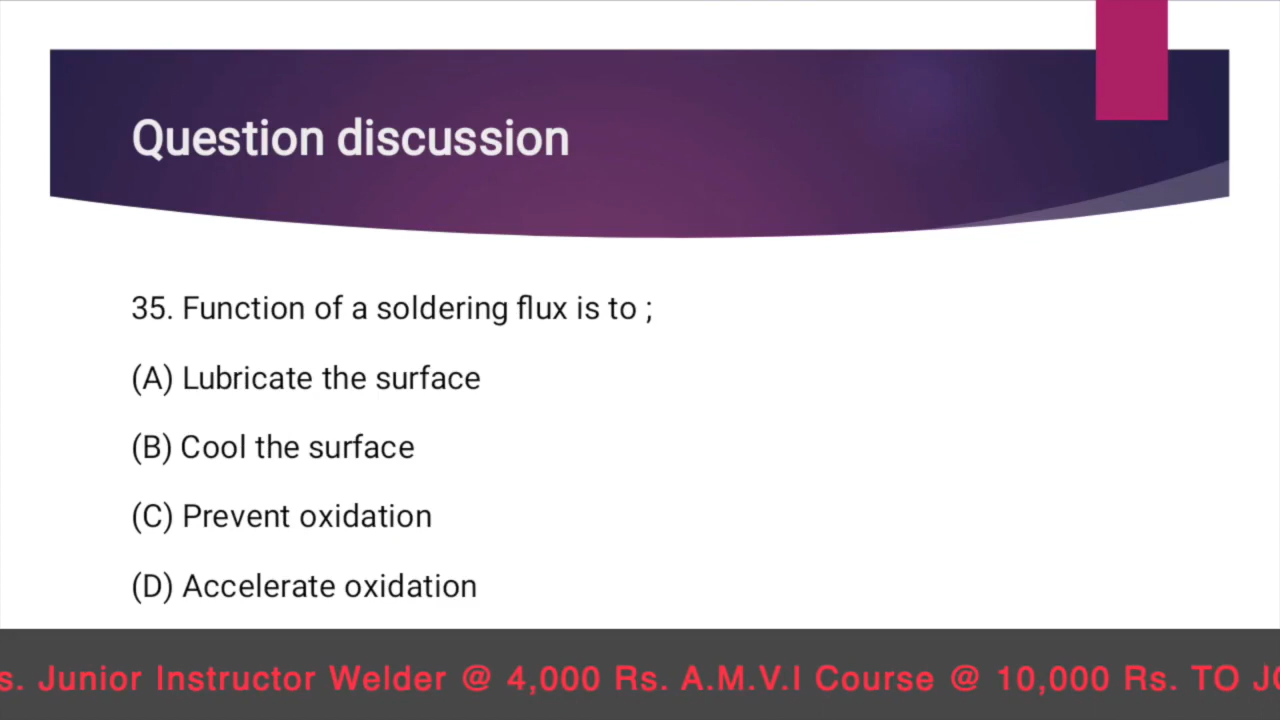 Question discussion
35. Function of a soldering flux is to ;
(A) Lubricate the surface
(B) Cool the surface
(C) Prevent oxidation
(D) Accelerate oxidation
s. Junior Instructor Welder @ 4,000 Rs. A.M.V.I Course @ 10,000 Rs. TO